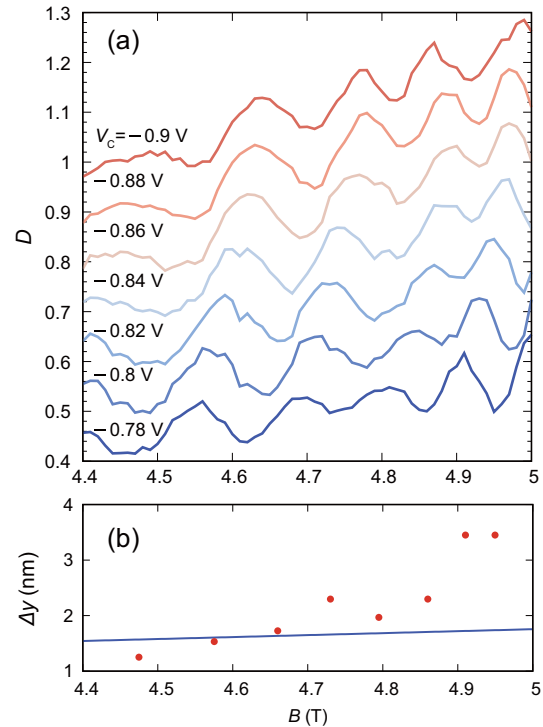 (a)
1.3
1.2
1.1
1
0.9
0.8
0.7
0.6
0.5
0.4
D
V_C=−0.9 V
−0.88 V
−0.86 V
−0.84 V
−0.82 V
−0.8 V
−0.78 V
4.4 4.5 4.6 4.7 4.8 4.9 5
(b)
4
3
2
1
Δy (nm)
4.4 4.5 4.6 4.7 4.8 4.9 5
B (T)